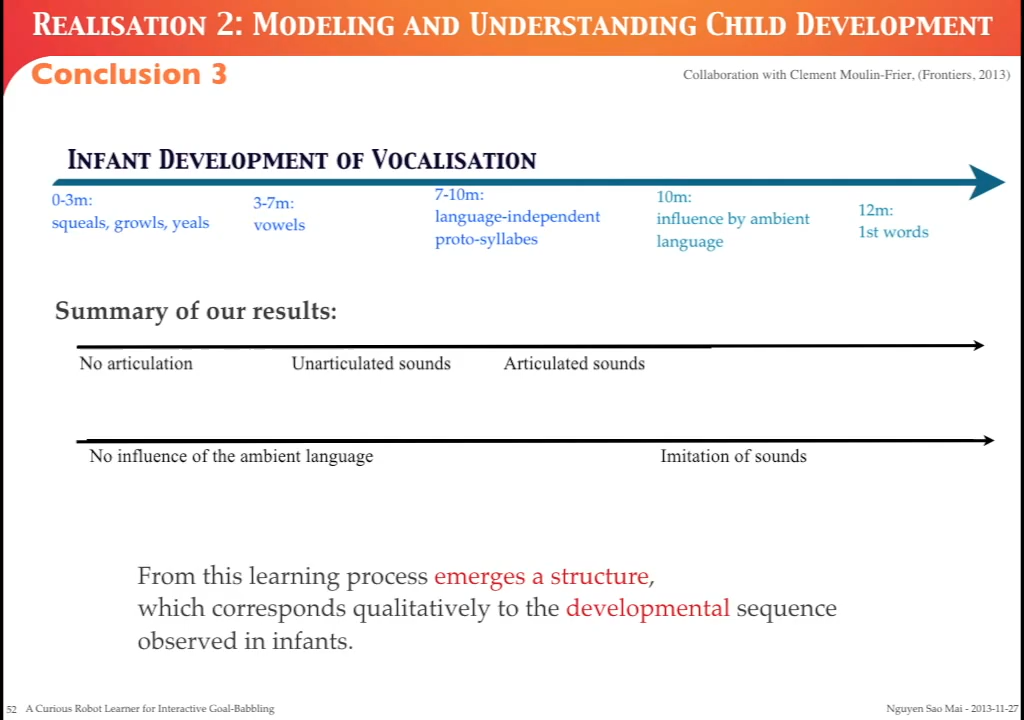 Realisation 2: Modeling and Understanding Child Development
Conclusion 3
Collaboration with Clement Moulin-Frier, (Frontiers, 2013)
Infant Development of Vocalisation
0-3m:
squeals, growls, yeals
3-7m:
vowels
7-10m:
language-independent
proto-syllabes
10m:
influence by ambient
language
12m:
1st words
Summary of our results:
No articulation
Unarticulated sounds
Articulated sounds
No influence of the ambient language
Imitation of sounds
From this learning process emerges a structure,
which corresponds qualitatively to the developmental sequence
observed in infants.
52 A Curious Robot Learner for Interactive Goal-Babbling
Nguyen Sao Mai - 2013-11-27